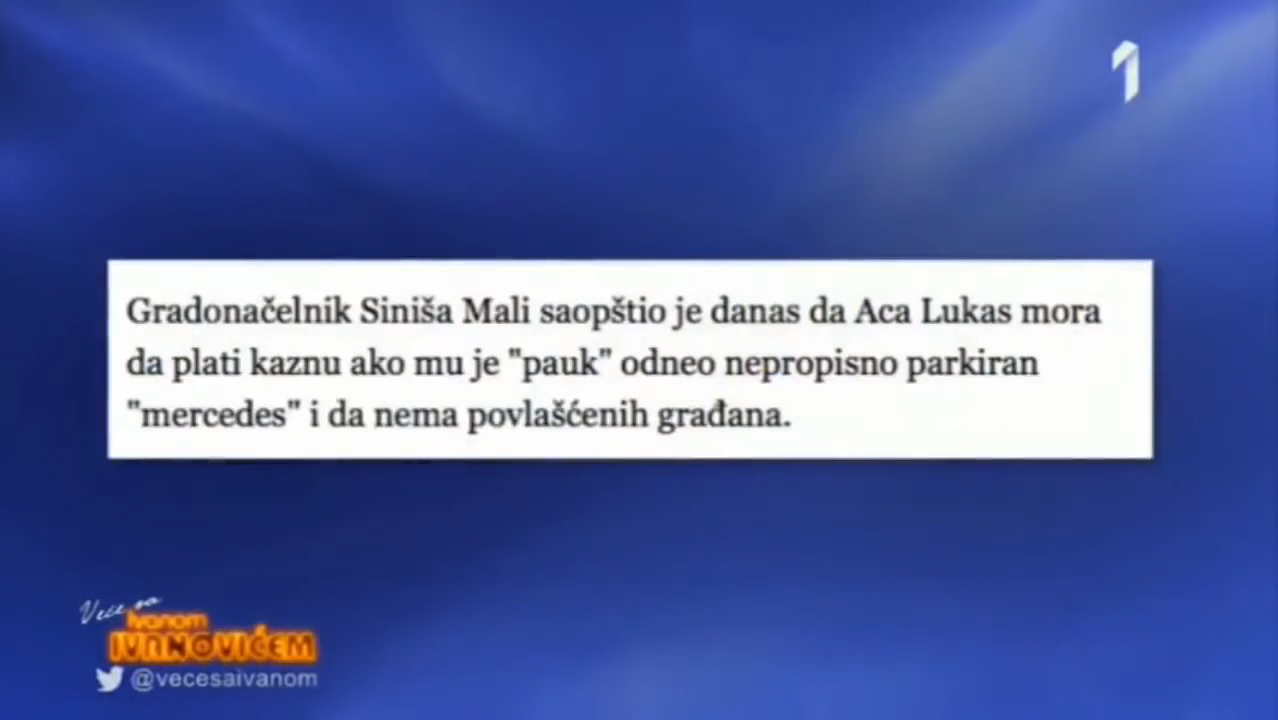 1
Gradonačelnik Siniša Mali saopštio je danas da Aca Lukas mora
da plati kaznu ako mu je "pauk" odneo nepropisno parkiran
"mercedes" i da nema povlašćenih građana.
Veče sa
Ivanom
IVANOVIĆEM
@vecesaivanom